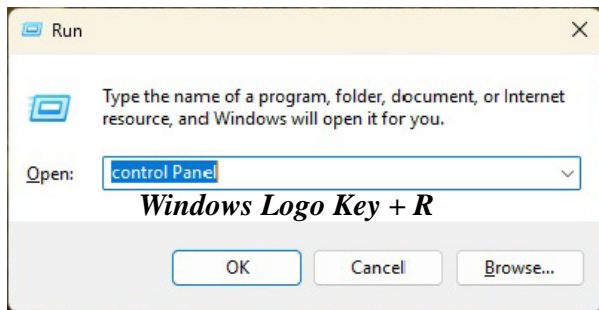 Run
Type the name of a program, folder, document, or Internet
resource, and Windows will open it for you.
Open: control Panel
Windows Logo Key + R
OK Cancel Browse...